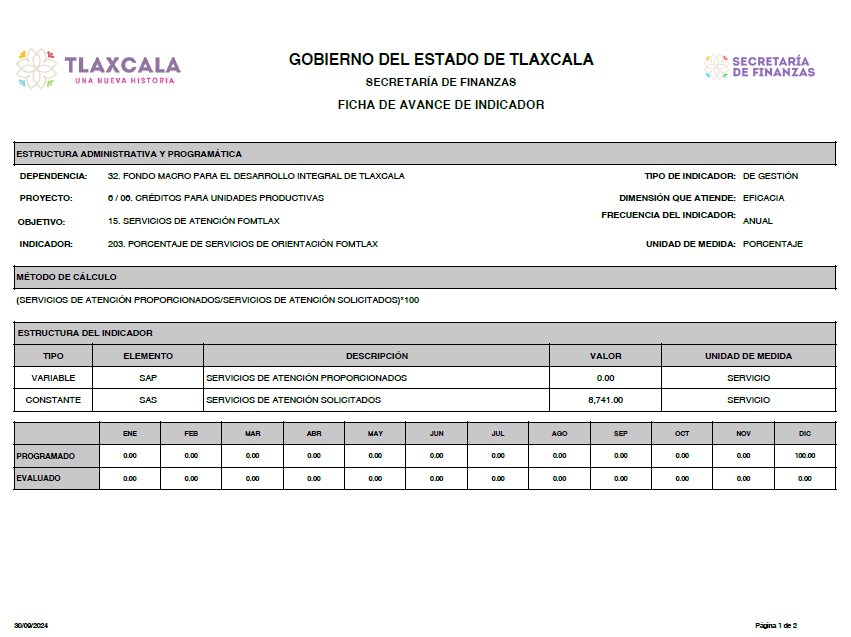 TLAXCALA
UNA NUEVA HISTORIA
GOBIERNO DEL ESTADO DE TLAXCALA
SECRETARÍA DE FINANZAS
FICHA DE AVANCE DE INDICADOR
SECRETARÍA
DE FINANZAS
ESTRUCTURA ADMINISTRATIVA Y PROGRAMÁTICA
DEPENDENCIA: 32. FONDO MACRO PARA EL DESARROLLO INTEGRAL DE TLAXCALA TIPO DE INDICADOR: DE GESTIÓN
PROYECTO: 6 / 06. CRÉDITOS PARA UNIDADES PRODUCTIVAS DIMENSIÓN QUE ATIENDE: EFICACIA
OBJETIVO: 15. SERVICIOS DE ATENCIÓN FOMTLAX FRECUENCIA DEL INDICADOR: ANUAL
INDICADOR: 203. PORCENTAJE DE SERVICIOS DE ORIENTACIÓN FOMTLAX UNIDAD DE MEDIDA: PORCENTAJE
MÉTODO DE CÁLCULO
(SERVICIOS DE ATENCIÓN PROPORCIONADOS/SERVICIOS DE ATENCIÓN SOLICITADOS)*100
ESTRUCTURA DEL INDICADOR
TIPO ELEMENTO DESCRIPCIÓN VALOR UNIDAD DE MEDIDA
VARIABLE SAP SERVICIOS DE ATENCIÓN PROPORCIONADOS 0.00 SERVICIO
CONSTANTE SAS SERVICIOS DE ATENCIÓN SOLICITADOS 8,741.00 SERVICIO
ENE FEB MAR ABR MAY JUN JUL AGO SEP OCT NOV DIC
PROGRAMADO 0.00 0.00 0.00 0.00 0.00 0.00 0.00 0.00 0.00 0.00 0.00 100.00
EVALUADO 0.00 0.00 0.00 0.00 0.00 0.00 0.00 0.00 0.00 0.00 0.00 0.00
30/09/2024 Página 1 de 2